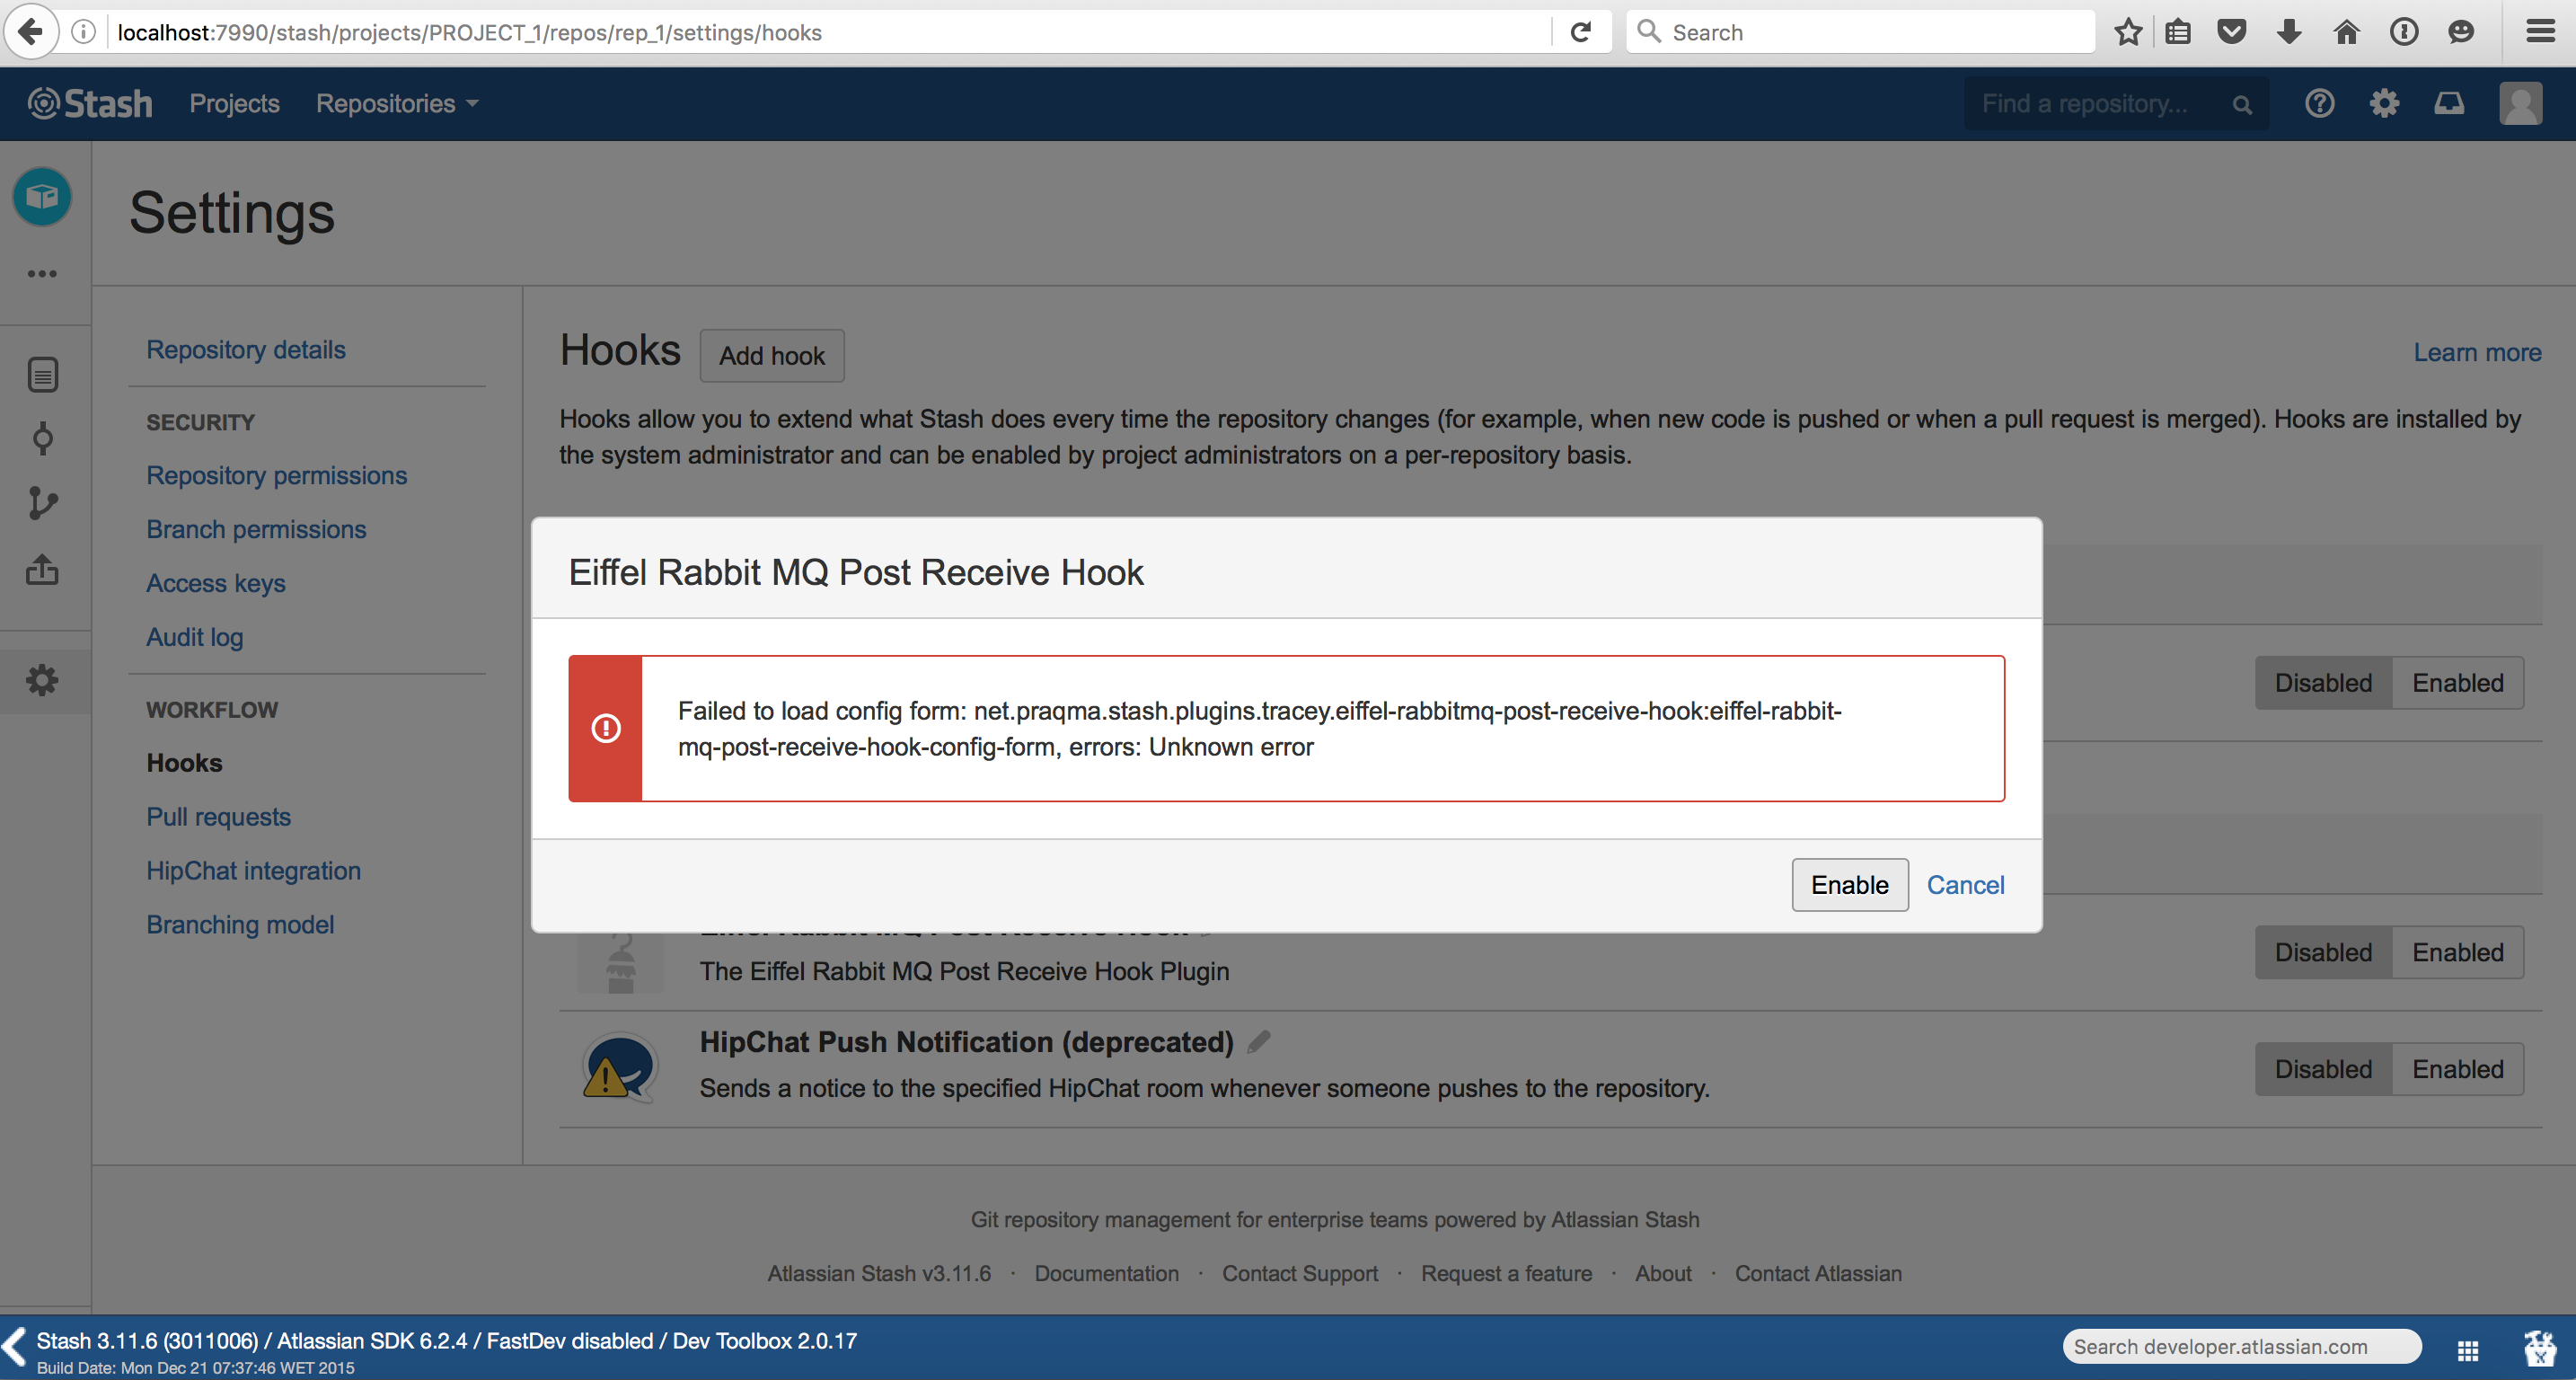 localhost:7990/stash/projects/PROJECT_1/repos/rep_1/settings/hooks
Search
Stash
Projects
Repositories
Find a repository...
Settings
Repository details
SECURITY
Repository permissions
Branch permissions
Access keys
Audit log
WORKFLOW
Hooks
Pull requests
HipChat integration
Branching model
Hooks
Add hook
Learn more
Hooks allow you to extend what Stash does every time the repository changes (for example, when new code is pushed or when a pull request is merged). Hooks are installed by
the system administrator and can be enabled by project administrators on a per-repository basis.
Eiffel Rabbit MQ Post Receive Hook
Failed to load config form: net.praqma.stash.plugins.tracey.eiffel-rabbitmq-post-receive-hook:eiffel-rabbit-
mq-post-receive-hook-config-form, errors: Unknown error
Enable
Cancel
Disabled
Enabled
The Eiffel Rabbit MQ Post Receive Hook Plugin
Disabled
Enabled
HipChat Push Notification (deprecated)
Sends a notice to the specified HipChat room whenever someone pushes to the repository.
Disabled
Enabled
Git repository management for enterprise teams powered by Atlassian Stash
Atlassian Stash v3.11.6 · Documentation · Contact Support · Request a feature · About · Contact Atlassian
Stash 3.11.6 (3011006) / Atlassian SDK 6.2.4 / FastDev disabled / Dev Toolbox 2.0.17
Build Date: Mon Dec 21 07:37:46 WET 2015
Search developer.atlassian.com